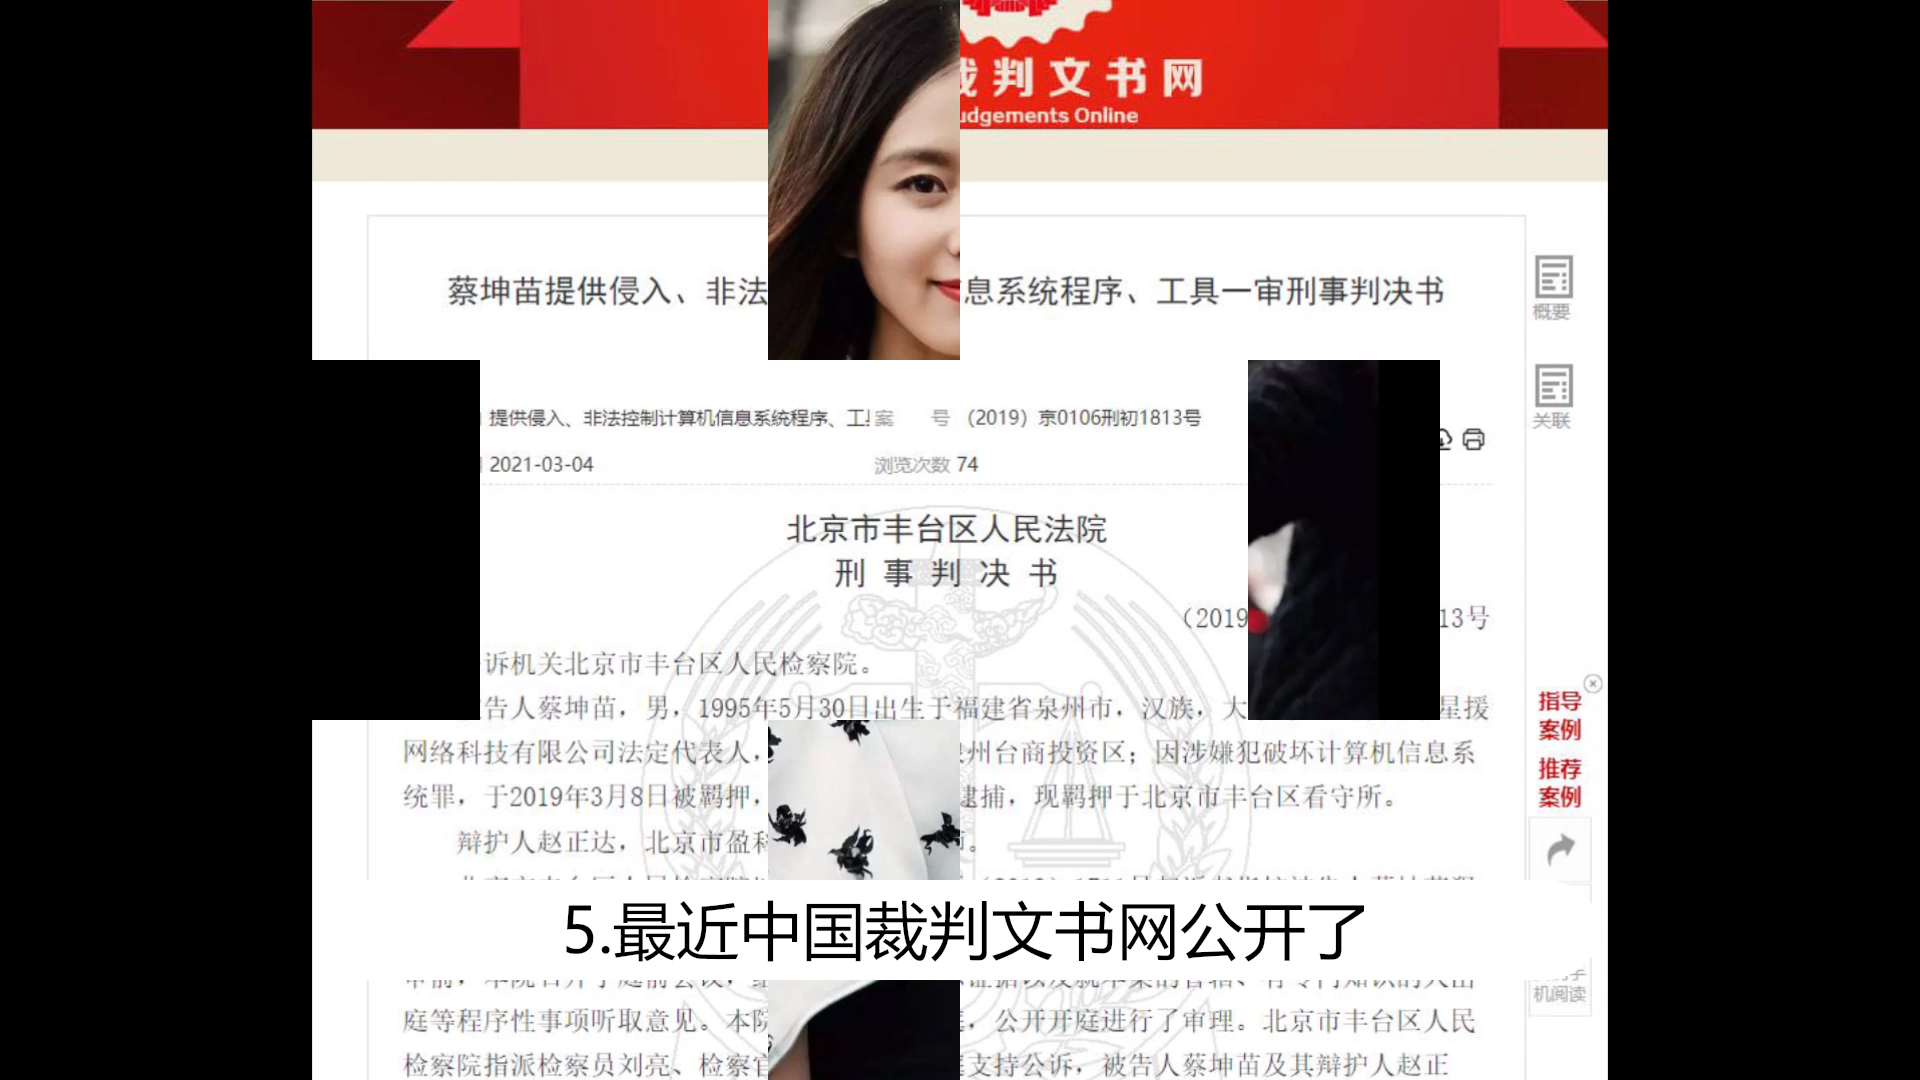 裁判文书网
udgements Online
蔡坤苗提供侵入、非法 息系统程序、工具一审刑事判决书
概要
提供侵入、非法控制计算机信息系统程序、工 案 号 (2019)京0106刑初1813号
关联
2021-03-04 浏览次数 74
北京市丰台区人民法院
刑 事 判 决 书
(2019 13号
诉机关北京市丰台区人民检察院。
告人蔡坤苗，男，1995年5月30日出生于福建省泉州市，汉族，大 星援
网络科技有限公司法定代表人， 州台商投资区；因涉嫌犯破坏计算机信息系
统罪，于2019年3月8日被羁押， 逮捕，现羁押于北京市丰台区看守所。
辩护人赵正达，北京市盈科 。
指导
案例
推荐
案例
5.最近中国裁判文书网公开了
机阅读
庭等程序性事项听取意见。本院 ，公开开庭进行了审理。北京市丰台区人民
检察院指派检察员刘亮、检察官 支持公诉，被告人蔡坤苗及其辩护人赵正